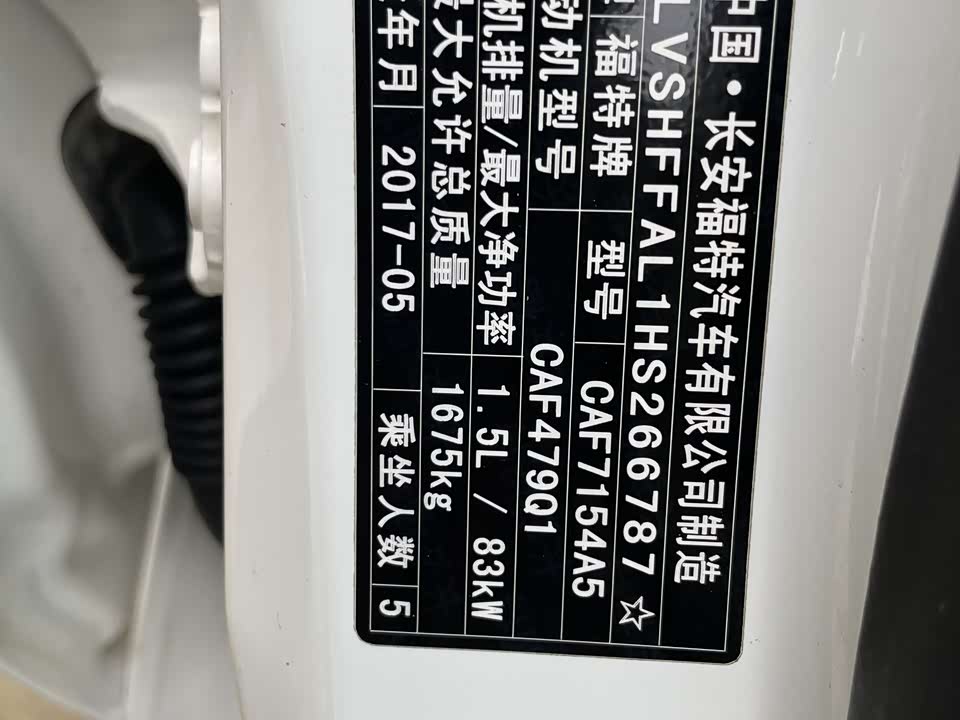 中国·长安福特汽车有限公司制造
LVSHFFAL1HS266787☆
福特牌 型号 CAF7154A5
动机型号 CAF479Q1
机排量/最大净功率 1.5L / 83kW
最大允许总质量 1675kg
年月 2017-05 乘坐人数 5